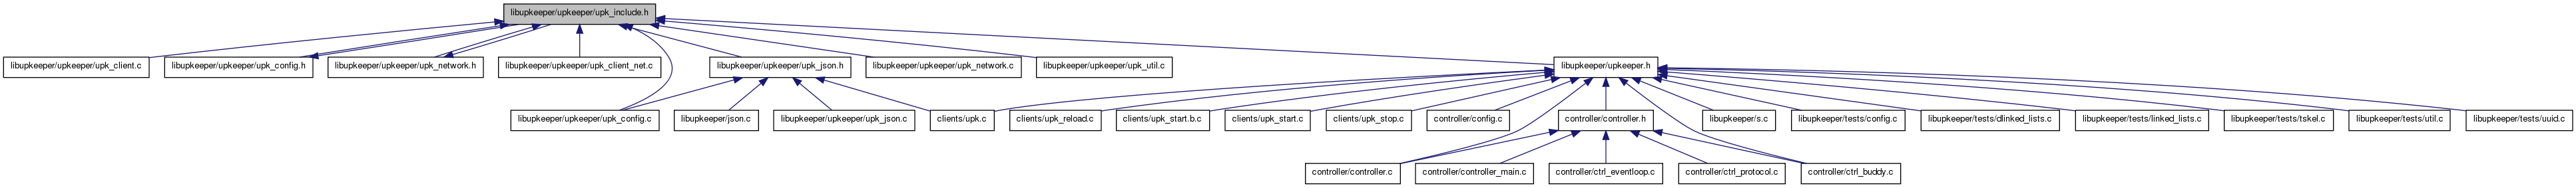 libupkeeper/upkeeper/upk_include.h
libupkeeper/upkeeper/upk_client.c
libupkeeper/upkeeper/upk_config.h
libupkeeper/upkeeper/upk_network.h
libupkeeper/upkeeper/upk_client_net.c
libupkeeper/upkeeper/upk_json.h
libupkeeper/upkeeper/upk_network.c
libupkeeper/upkeeper/upk_util.c
libupkeeper/upkeeper.h
libupkeeper/upkeeper/upk_config.c
libupkeeper/json.c
libupkeeper/upkeeper/upk_json.c
clients/upk.c
clients/upk_reload.c
clients/upk_start.b.c
clients/upk_start.c
clients/upk_stop.c
controller/config.c
controller/controller.h
libupkeeper/s.c
libupkeeper/tests/config.c
libupkeeper/tests/dlinked_lists.c
libupkeeper/tests/linked_lists.c
libupkeeper/tests/tskel.c
libupkeeper/tests/util.c
libupkeeper/tests/uuid.c
controller/controller.c
controller/controller_main.c
controller/ctrl_eventloop.c
controller/ctrl_protocol.c
controller/ctrl_buddy.c